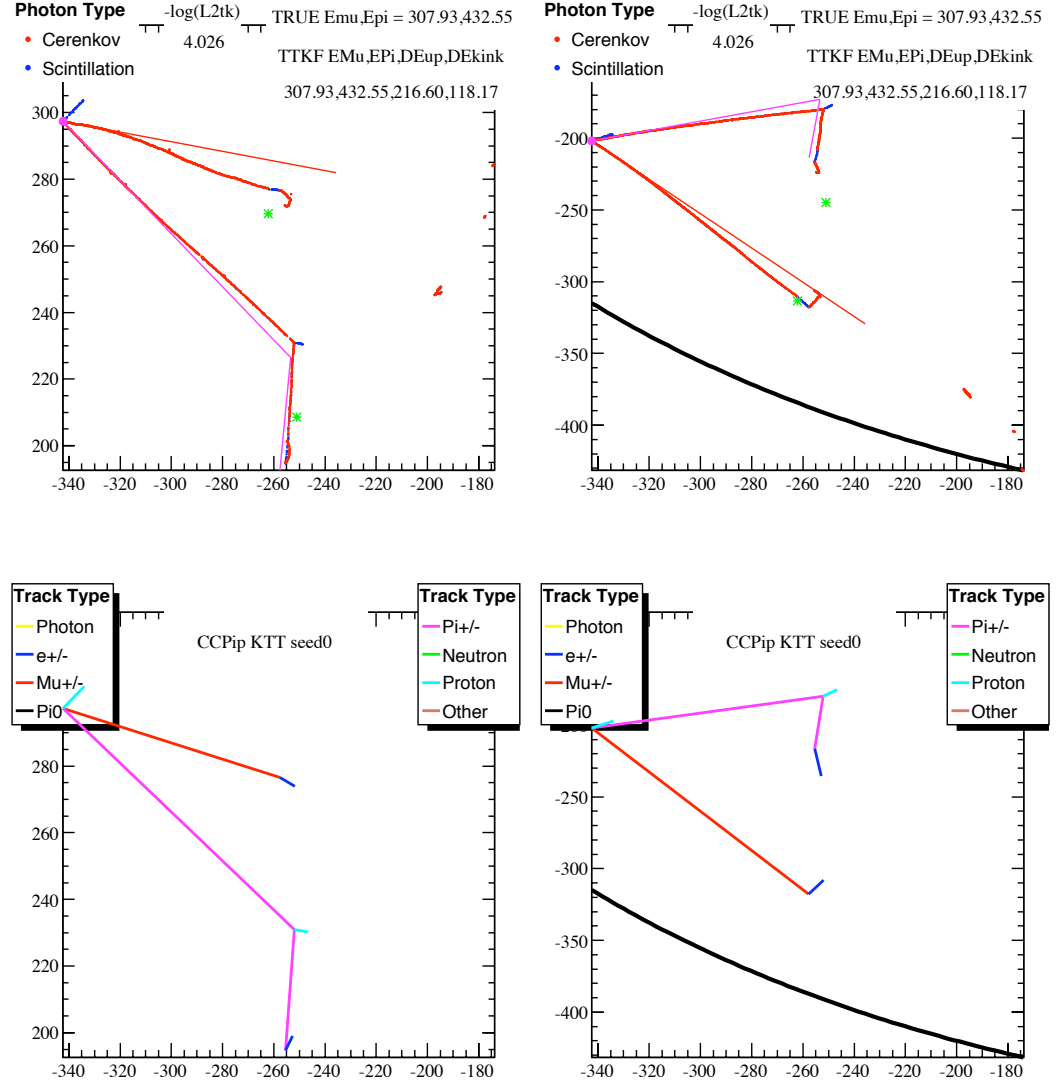 Photon Type
Cerenkov
Scintillation
-log(L2tk)
4.026
TRUE Emu,Epi = 307.93,432.55
TTKF EMu,EPi,DEup,DEkink
307.93,432.55,216.60,118.17
300
280
260
240
220
200
-340 -320 -300 -280 -260 -240 -220 -200 -180
Photon Type
Cerenkov
Scintillation
-log(L2tk)
4.026
TRUE Emu,Epi = 307.93,432.55
TTKF EMu,EPi,DEup,DEkink
307.93,432.55,216.60,118.17
-200
-250
-300
-350
-400
-340 -320 -300 -280 -260 -240 -220 -200 -180
Track Type
Photon
e+/-
Mu+/-
Pi0
CCPip KTT seed0
Track Type
Pi+/-
Neutron
Proton
Other
280
260
240
220
200
-340 -320 -300 -280 -260 -240 -220 -200 -180
Track Type
Photon
e+/-
Mu+/-
Pi0
CCPip KTT seed0
Track Type
Pi+/-
Neutron
Proton
Other
-250
-300
-350
-400
-340 -320 -300 -280 -260 -240 -220 -200 -180